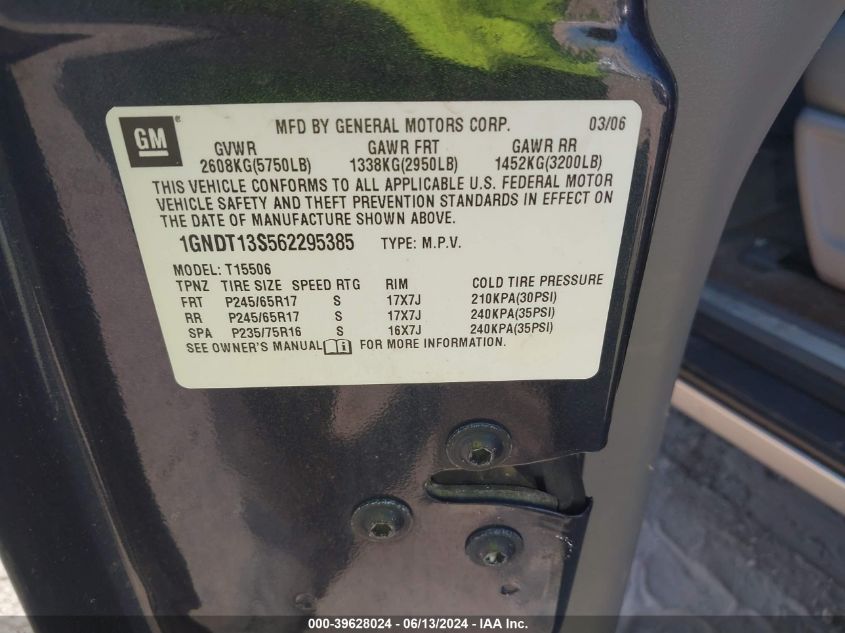 GM ®
MFD BY GENERAL MOTORS CORP. 03/06
GVWR GAWR FRT GAWR RR
2608KG(5750LB) 1338KG(2950LB) 1452KG(3200LB)
THIS VEHICLE CONFORMS TO ALL APPLICABLE U.S. FEDERAL MOTOR
VEHICLE SAFETY AND THEFT PREVENTION STANDARDS IN EFFECT ON
THE DATE OF MANUFACTURE SHOWN ABOVE.
1GNDT13S562295385 TYPE: M.P.V.
MODEL: T15506
TPNZ TIRE SIZE SPEED RTG RIM COLD TIRE PRESSURE
FRT P245/65R17 S 17X7J 210KPA(30PSI)
RR P245/65R17 S 17X7J 240KPA(35PSI)
SPA P235/75R16 S 16X7J 240KPA(35PSI)
SEE OWNER'S MANUAL i FOR MORE INFORMATION.
000-39628024 - 06/13/2024 - IAA Inc.